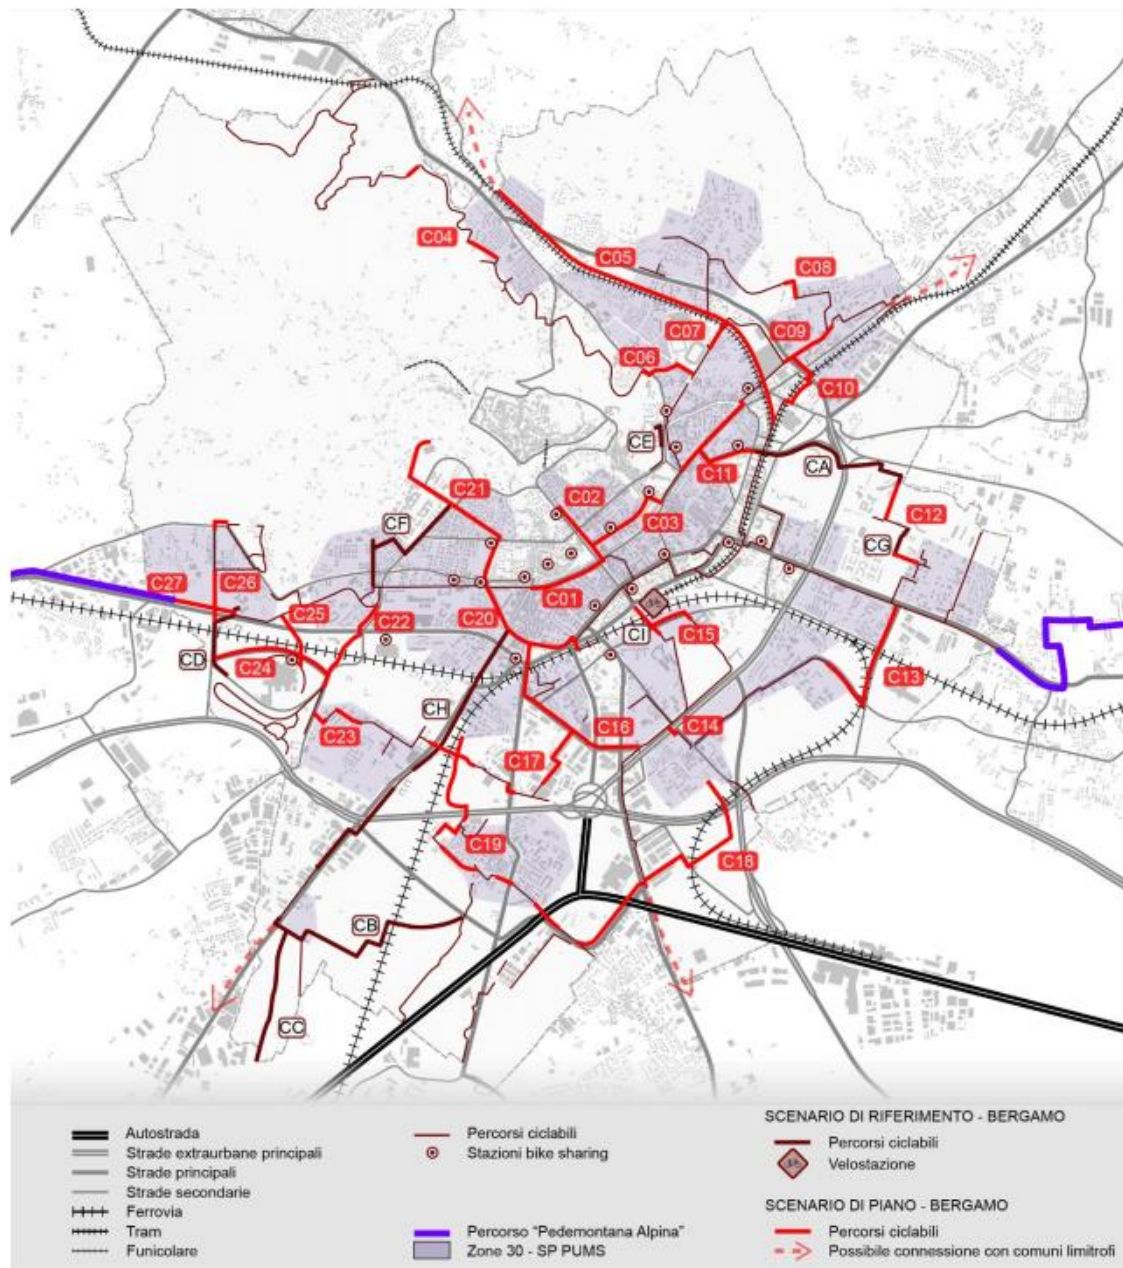 C04
C05
C08
C07
C09
C06
C10
CE
C11
CA
C21
C02
C12
CF
C03
CG
C27
C26
C01
C25
C22
C20
CI
C15
CD
C24
C13
CH
C23
C16
C14
C17
C19
C18
CB
CC
Autostrada
Strade extraurbane principali
Strade principali
Strade secondarie
Ferrovia
Tram
Funicolare
Percorsi ciclabili
Stazioni bike sharing
Percorso "Pedemontana Alpina"
Zone 30 - SP PUMS
SCENARIO DI RIFERIMENTO - BERGAMO
Percorsi ciclabili
Velostazione
SCENARIO DI PIANO - BERGAMO
Percorsi ciclabili
Possibile connessione con comuni limitrofi